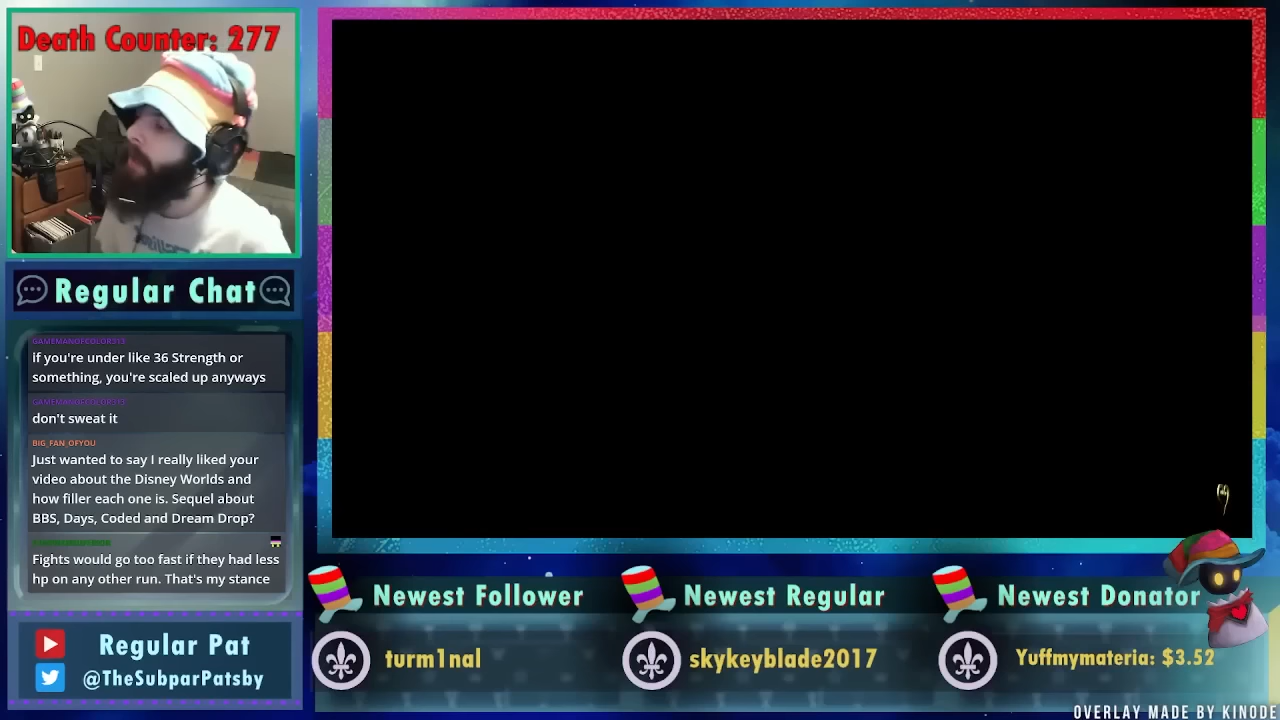 Death Counter: 277
Regular Chat
GAMEMANOFCOLOR313
if you're under like 36 Strength or
something, you're scaled up anyways
GAMEMANOFCOLOR313
don't sweat it
BIG_FAN_OFYOU
Just wanted to say I really liked your
video about the Disney Worlds and
how filler each one is. Sequel about
BBS, Days, Coded and Dream Drop?
Fights would go too fast if they had less
hp on any other run. That's my stance
Regular Pat
@TheSubparPatsby
Newest Follower
turm1nal
Newest Regular
skykeyblade2017
Newest Donator
Yuffmymateria: $3.52
OVERLAY MADE BY KINODE